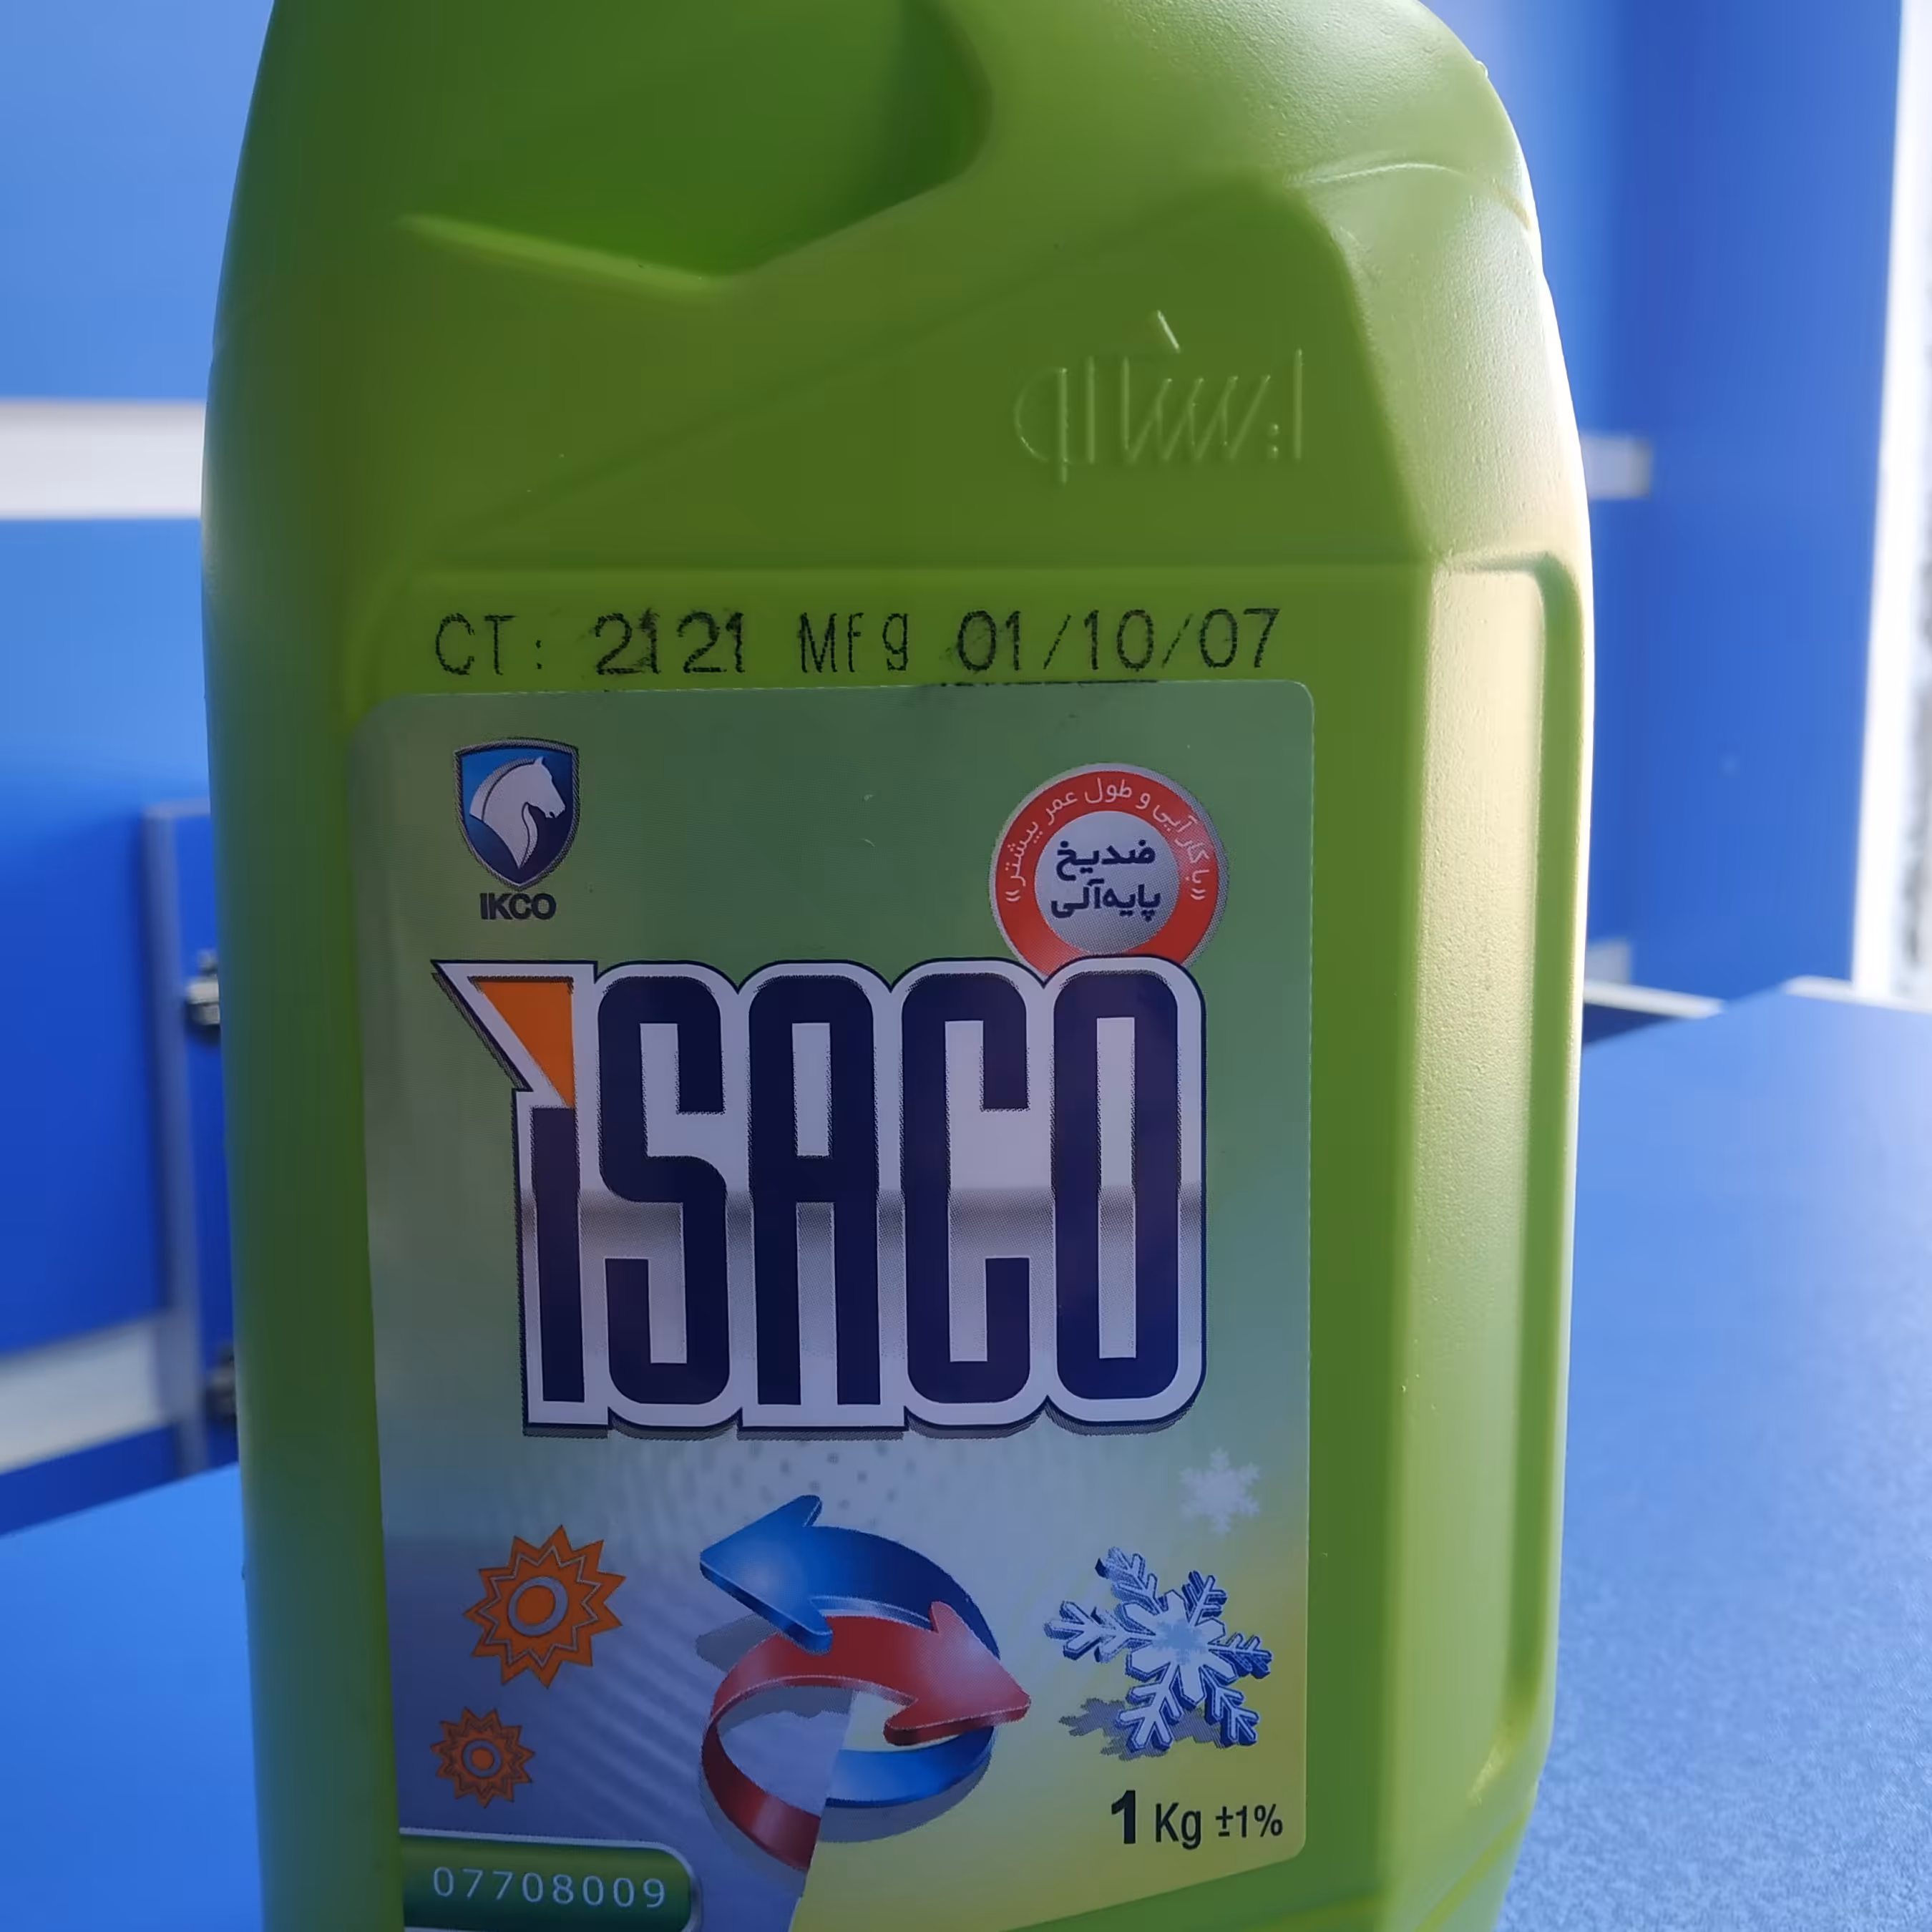 ایساکو
CT: 2121 Mfg 01/10/07
IKCO
«با کارآیی و طول عمر بیشتر»
ضدیخ
پایه‌آلی
ISACO
1 Kg ±1%
07708009